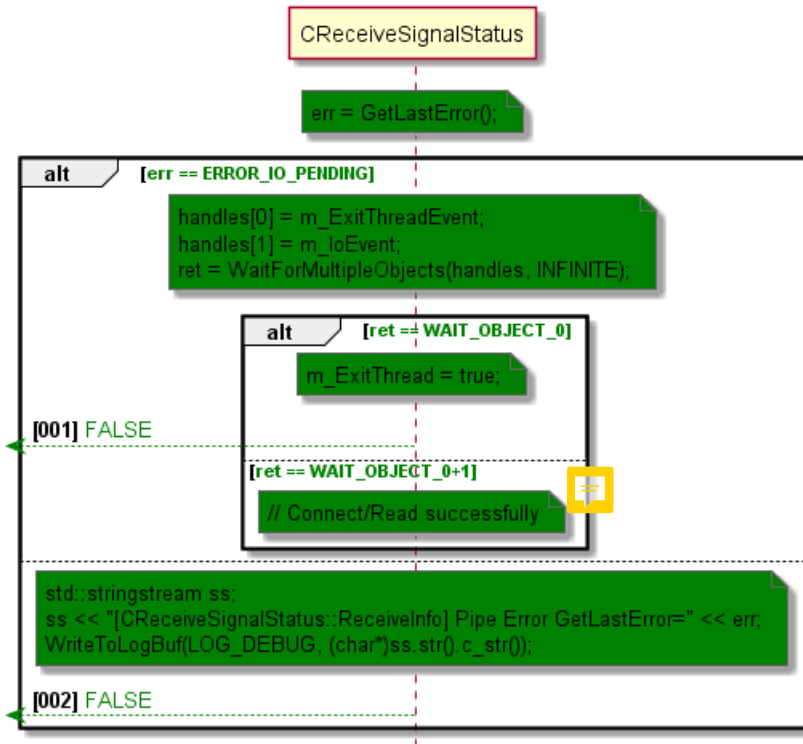 CReceiveSignalStatus
err = GetLastError();
alt [err == ERROR_IO_PENDING]
handles[0] = m_ExitThreadEvent;
handles[1] = m_IoEvent;
ret = WaitForMultipleObjects(handles, INFINITE);
alt [ret == WAIT_OBJECT_0]
m_ExitThread = true;
[001] FALSE
[ret == WAIT_OBJECT_0+1]
// Connect/Read successfully
std::stringstream ss;
ss << "[CReceiveSignalStatus::ReceiveInfo] Pipe Error GetLastError=" << err;
WriteToLogBuf(LOG_DEBUG, (char*)ss.str().c_str());
[002] FALSE